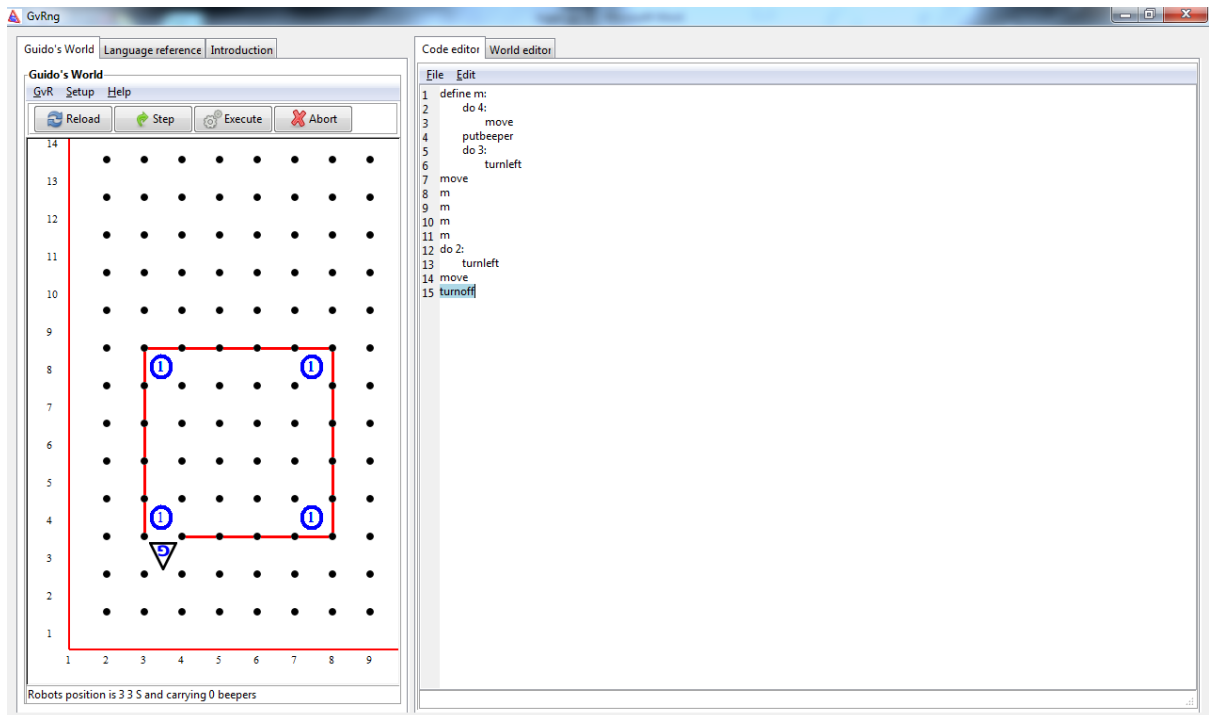 GvRng
Guido's World Language reference Introduction
Guido's World
GvR Setup Help
Reload Step Execute Abort
14
13
12
11
10
9
8
7
6
5
4
3
2
1
1 1
1 1
G
1 2 3 4 5 6 7 8 9
Robots position is 3 3 S and carrying 0 beepers
Code editor World editor
File Edit
1 define m:
2 do 4:
3 move
4 putbeeper
5 do 3:
6 turnleft
7 move
8 m
9 m
10 m
11 m
12 do 2:
13 turnleft
14 move
15 turnoff